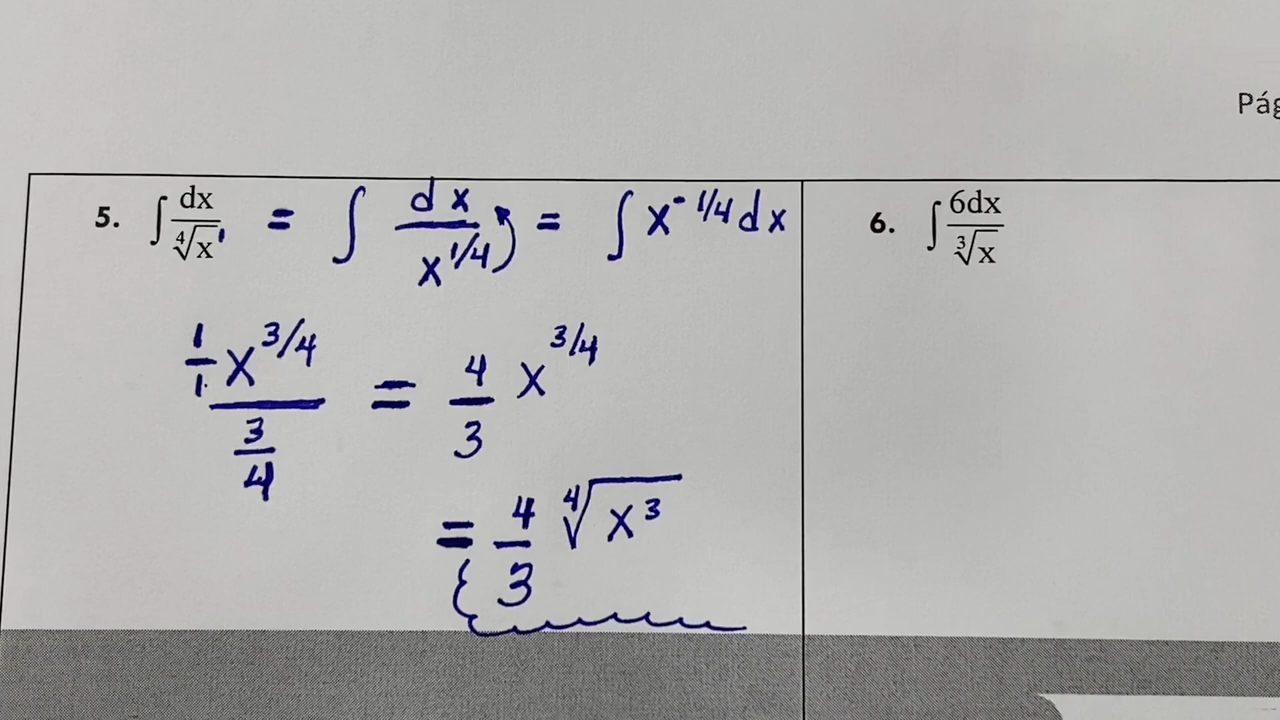 Pág
5. ∫ dx/∜x = ∫ dx/x^1/4 = ∫ x^-1/4 dx
6. ∫ 6dx/∛x
1/1 x^3/4 / 3/4 = 4/3 x^3/4
= 4/3 ∜x^3